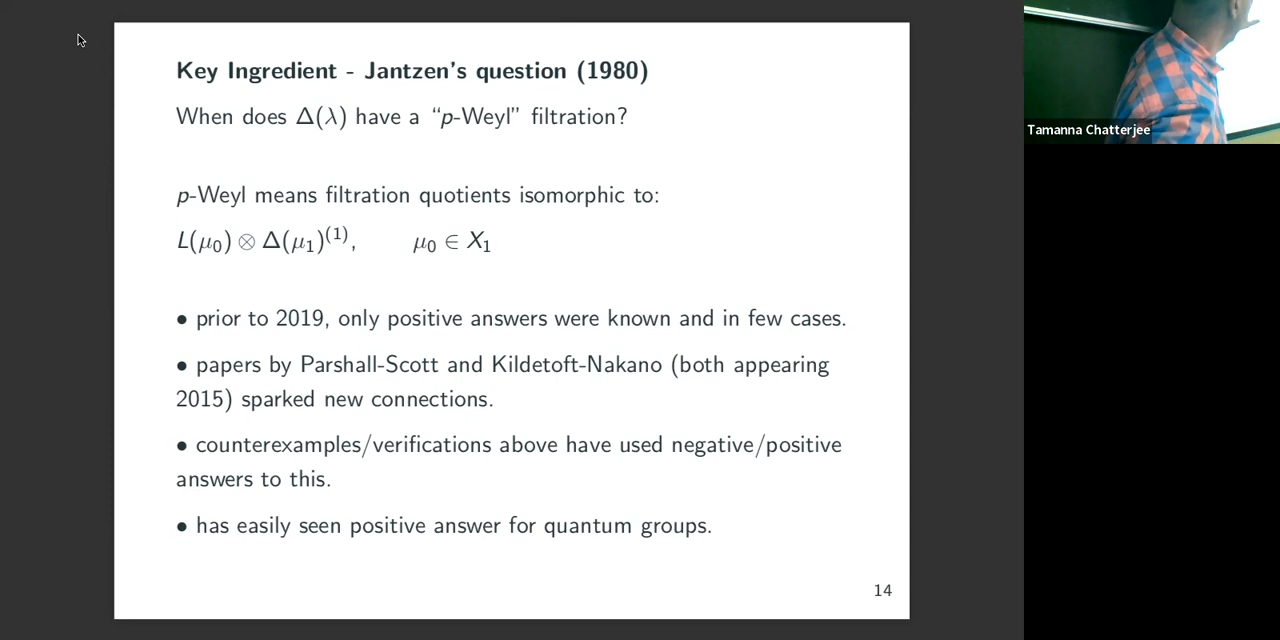 Key Ingredient - Jantzen's question (1980)
When does Δ(λ) have a “p-Weyl” filtration?
p-Weyl means filtration quotients isomorphic to:
L(μ₀) ⊗ Δ(μ₁)⁽¹⁾, μ₀ ∈ X₁
• prior to 2019, only positive answers were known and in few cases.
• papers by Parshall-Scott and Kildetoft-Nakano (both appearing
2015) sparked new connections.
• counterexamples/verifications above have used negative/positive
answers to this.
• has easily seen positive answer for quantum groups.
14
Tamanna Chatterjee